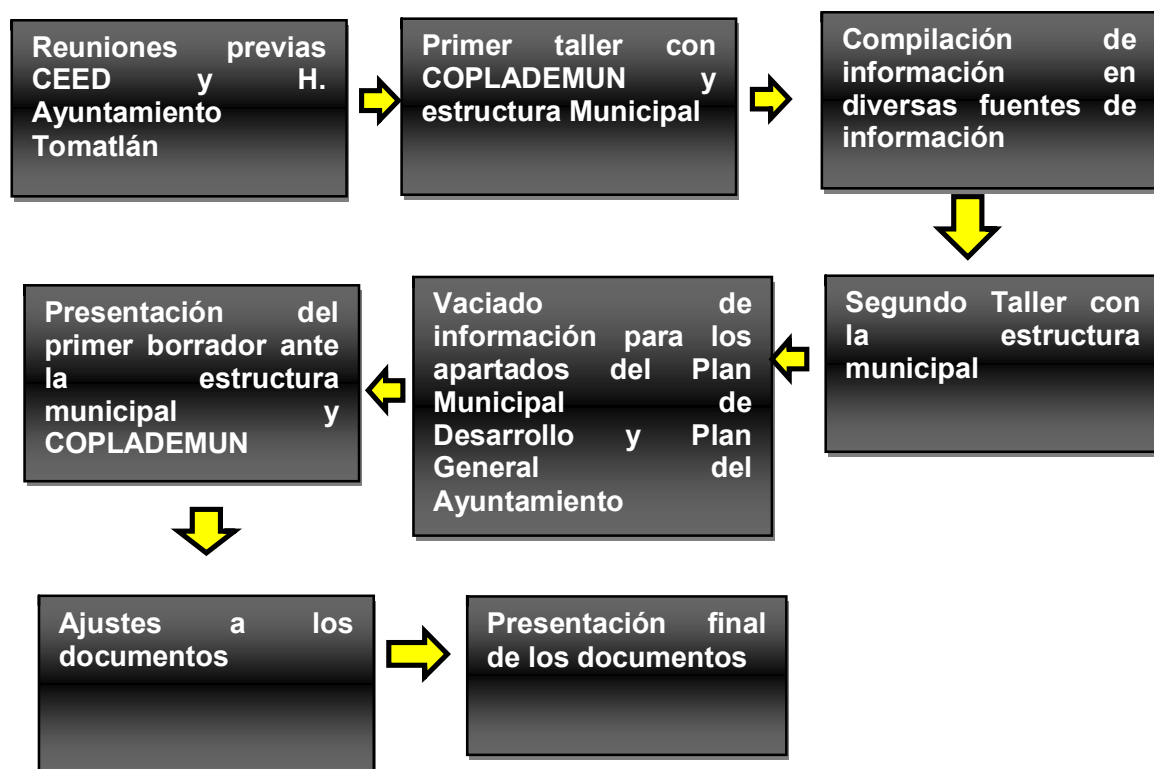 Reuniones previas
CEED y H.
Ayuntamiento
Tomatlán
Primer taller con
COPLADEMUN y
estructura Municipal
Compilación de
información en
diversas fuentes de
información
Segundo Taller con
la estructura
municipal
Vaciado de
información para los
apartados del Plan
Municipal de
Desarrollo y Plan
General del
Ayuntamiento
Presentación del
primer borrador ante
la estructura
municipal y
COPLADEMUN
Ajustes a los
documentos
Presentación final
de los documentos